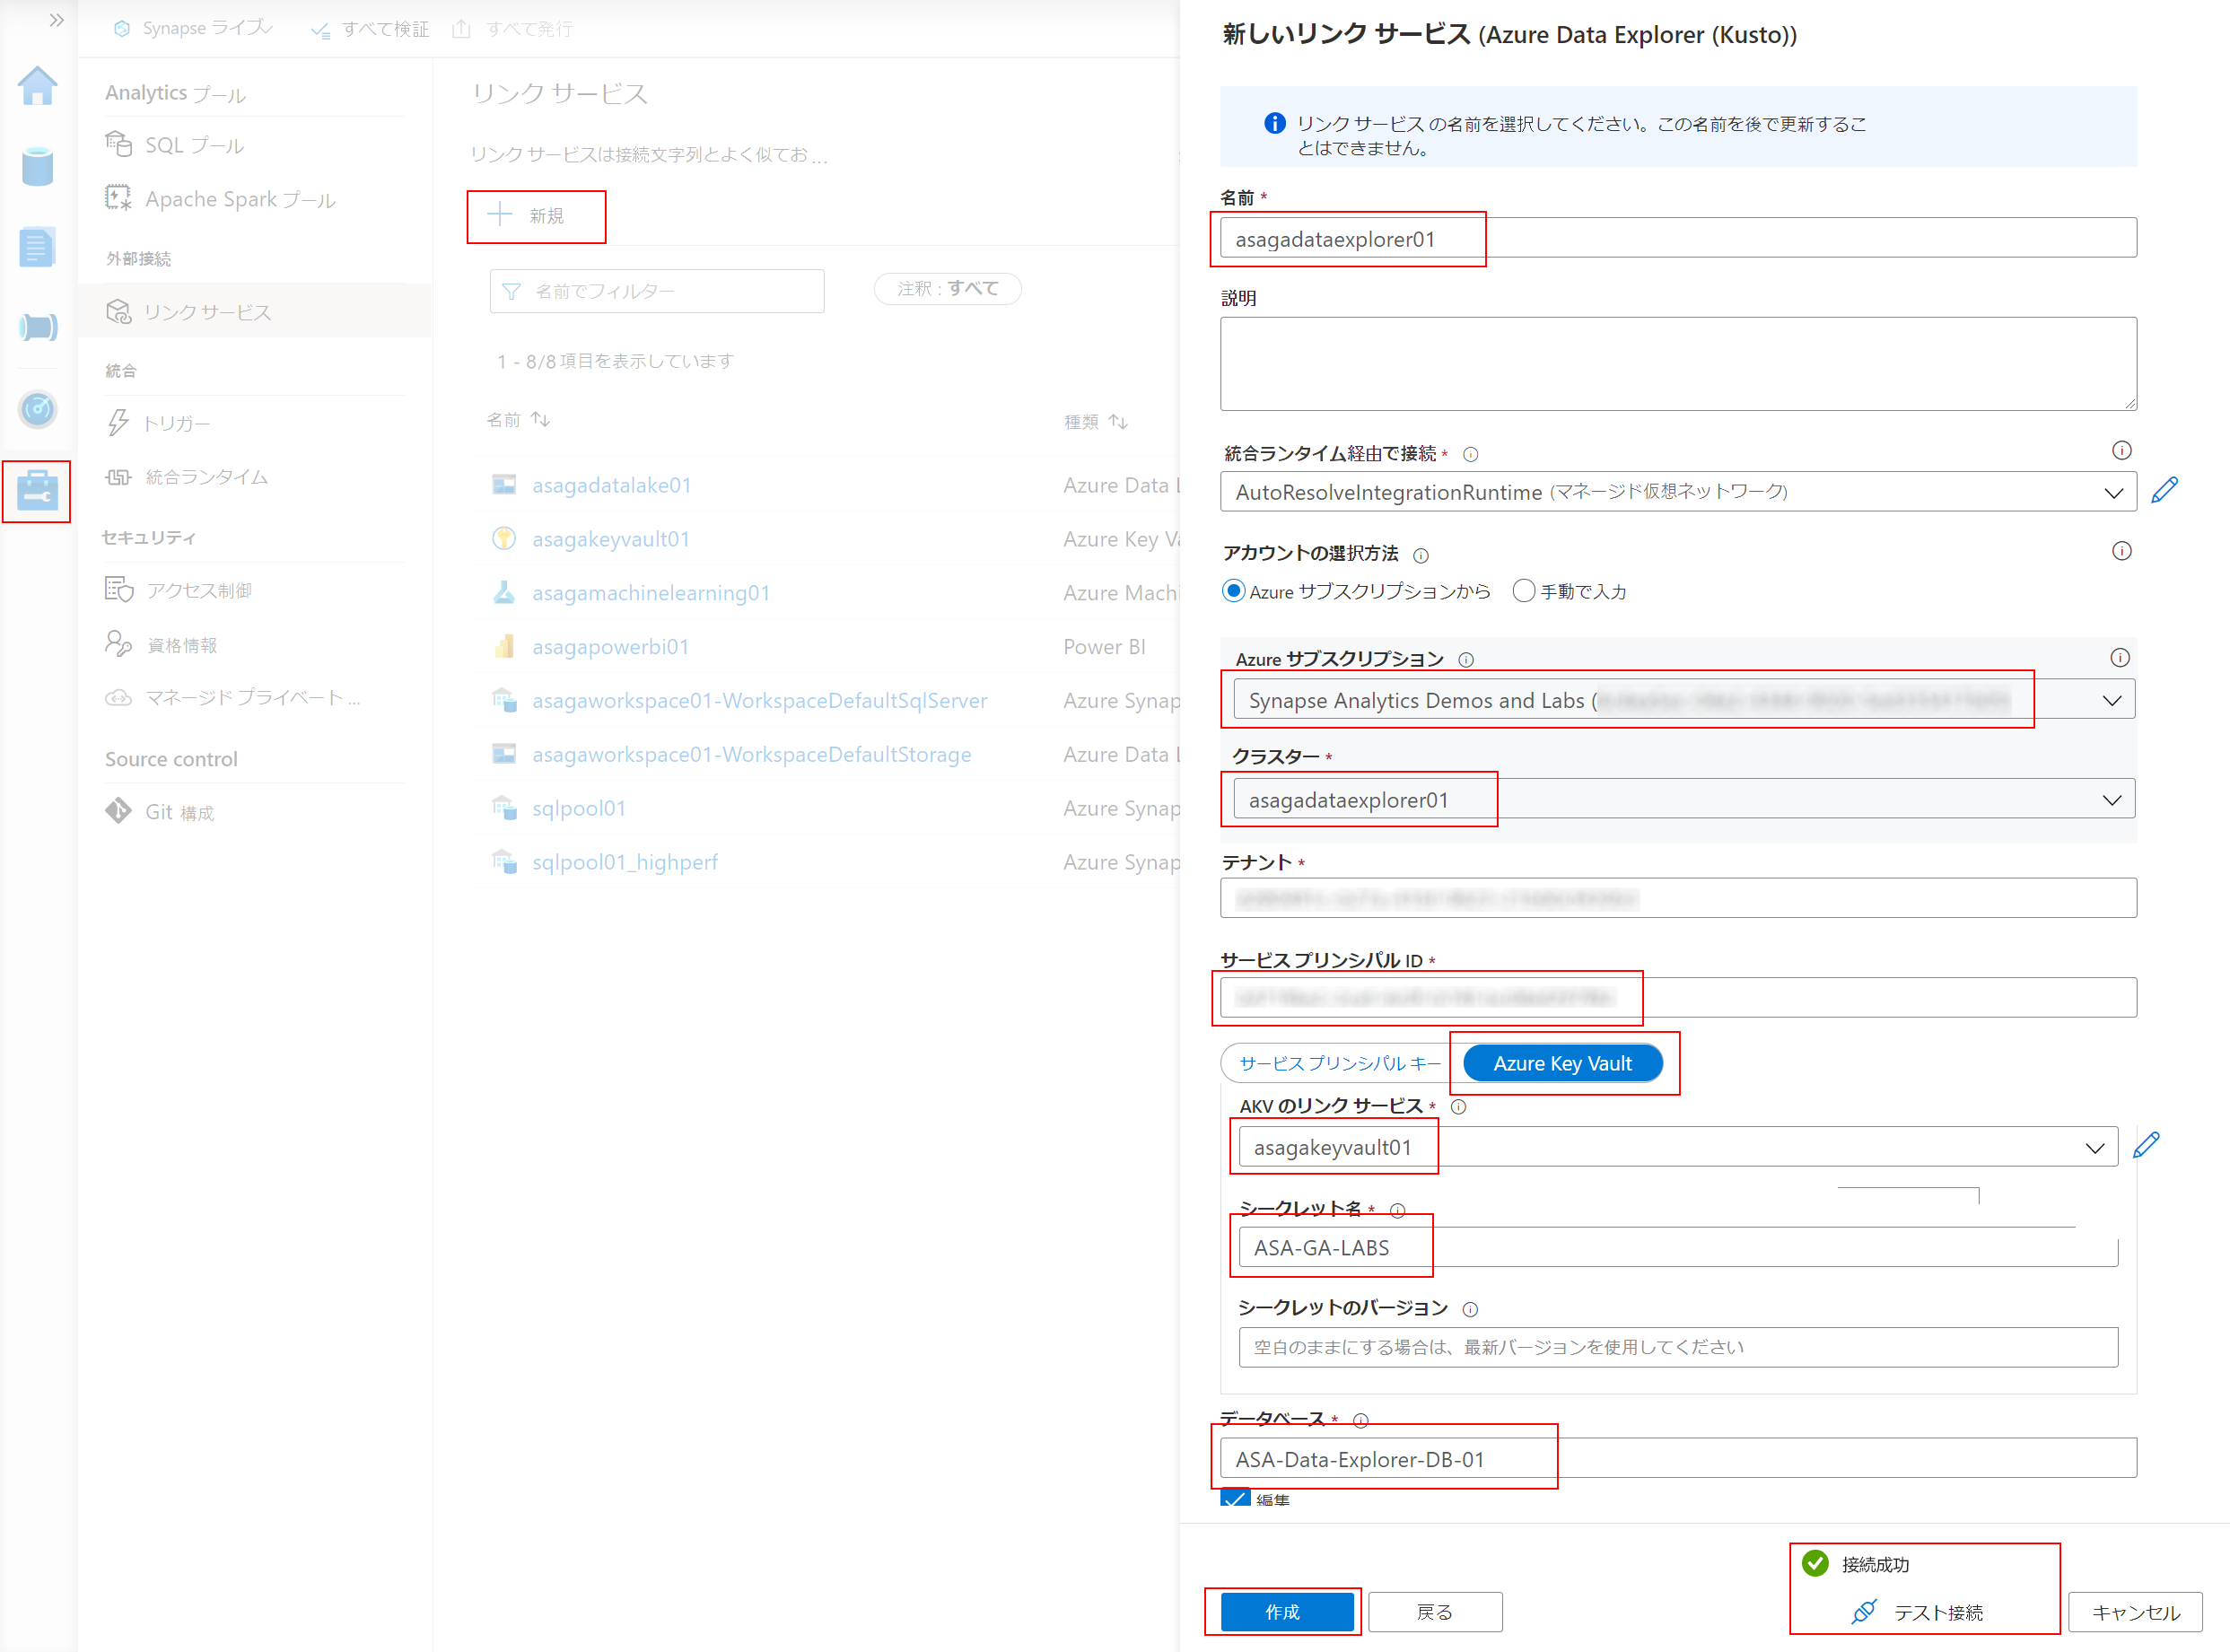 Synapse ライブ
すべて検証
すべて発行
Analytics プール
SQL プール
Apache Spark プール
外部接続
リンク サービス
統合
トリガー
統合ランタイム
セキュリティ
アクセス制御
資格情報
マネージド プライベート ...
Source control
Git 構成
リンク サービス
リンク サービスは接続文字列とよく似てお ...
新規
名前でフィルター
注釈 : すべて
1 - 8/8 項目を表示しています
名前 種類
asagadatalake01 Azure Data L
asagakeyvault01 Azure Key Va
asagamachinelearning01 Azure Machi
asagapowerbi01 Power BI
asagaworkspace01-WorkspaceDefaultSqlServer Azure Synap
asagaworkspace01-WorkspaceDefaultStorage Azure Data L
sqlpool01 Azure Synap
sqlpool01_highperf Azure Synap
新しいリンク サービス (Azure Data Explorer (Kusto))
リンク サービス の名前を選択してください。この名前を後で更新するこ
とはできません。
名前 *
asagadataexplorer01
説明
統合ランタイム経由で接続 *
AutoResolveIntegrationRuntime (マネージド仮想ネットワーク)
アカウントの選択方法
Azure サブスクリプションから 手動で入力
Azure サブスクリプション
Synapse Analytics Demos and Labs (
クラスター *
asagadataexplorer01
テナント *
サービス プリンシパル ID *
サービス プリンシパル キー Azure Key Vault
AKV のリンク サービス *
asagakeyvault01
シークレット名 *
ASA-GA-LABS
シークレットのバージョン
空白のままにする場合は、最新バージョンを使用してください
データベース *
ASA-Data-Explorer-DB-01
編集
接続成功
作成 戻る テスト接続 キャンセル